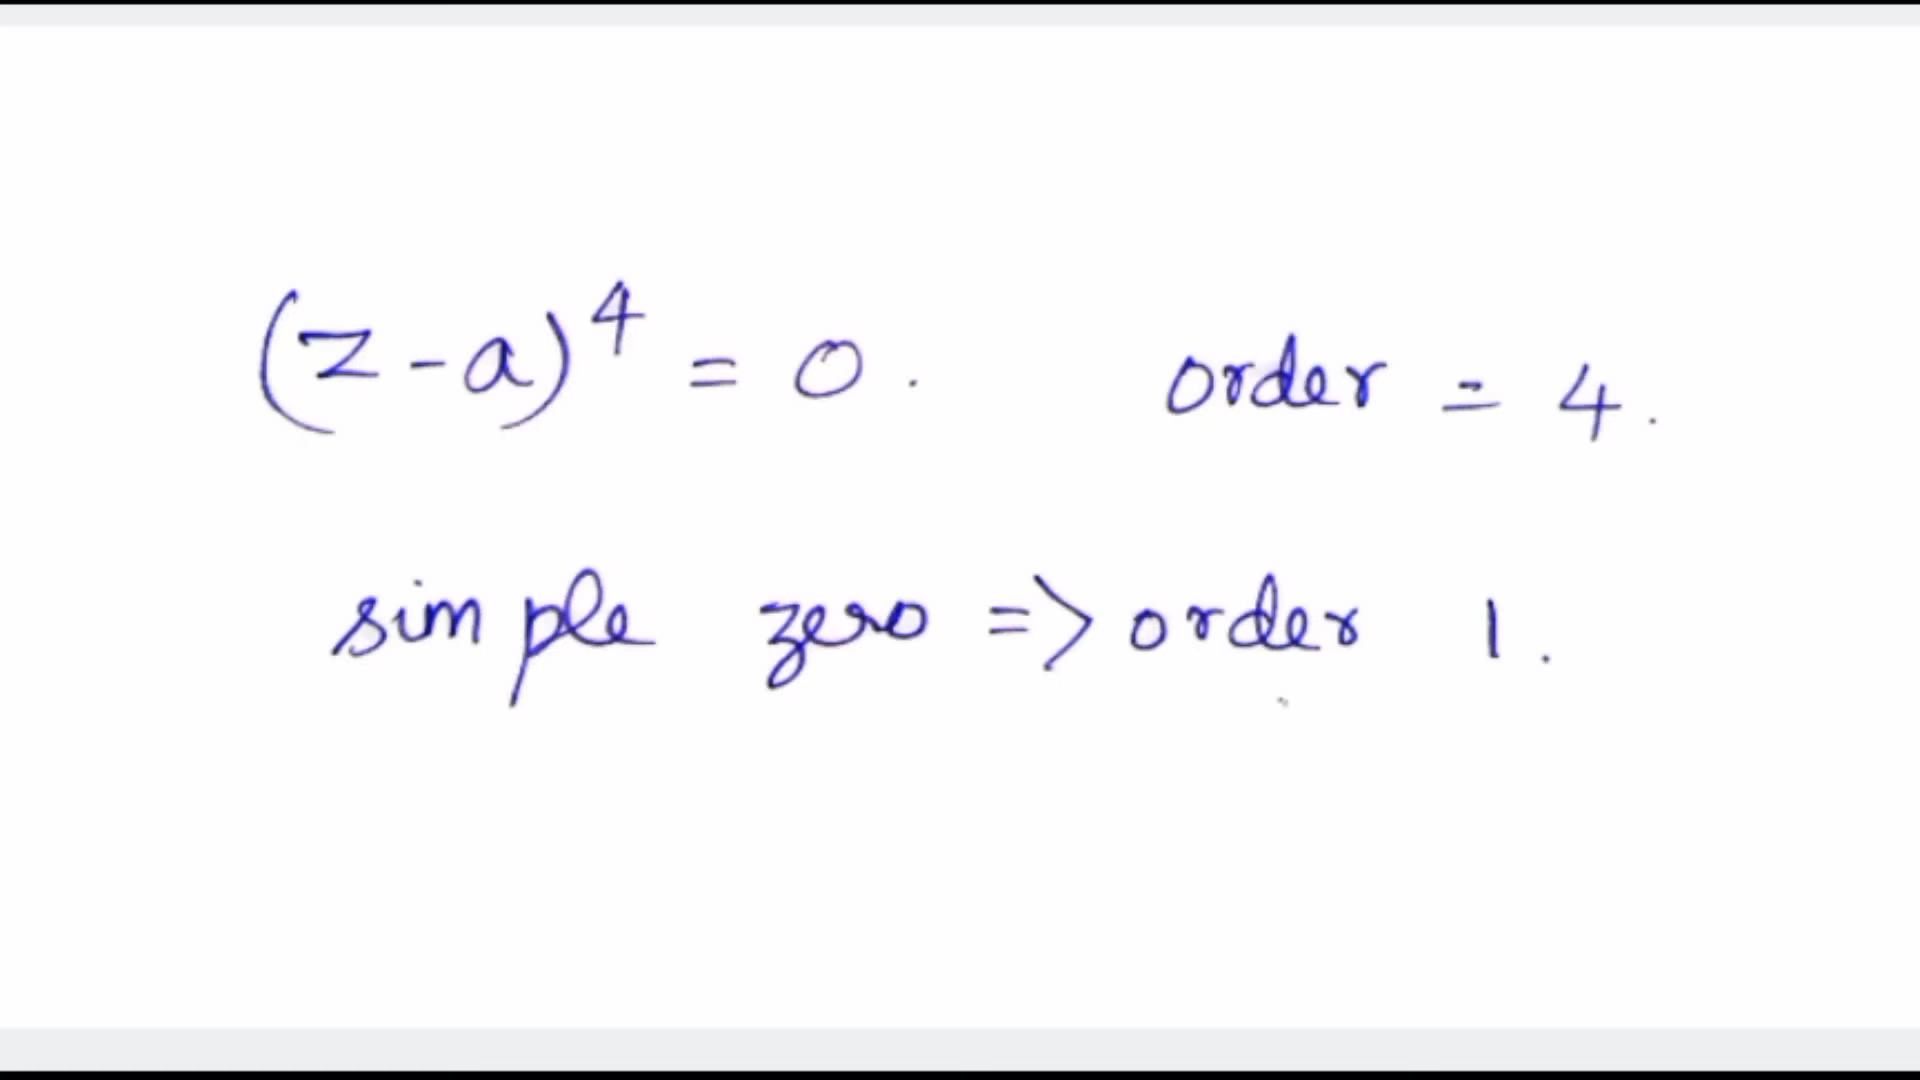 (z-a)⁴ = 0. order = 4.
simple zero => order 1.